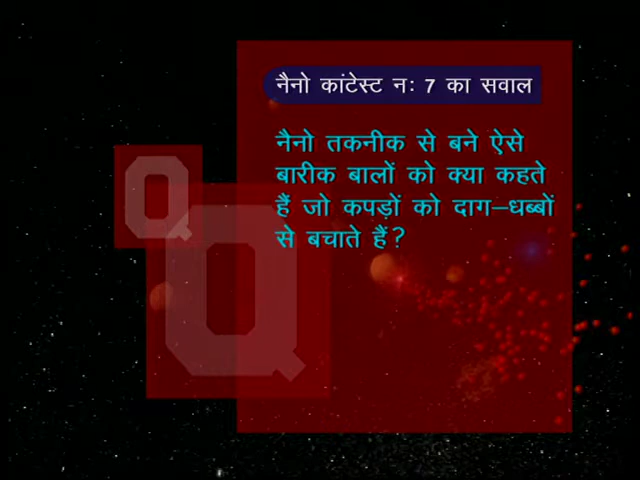 नैनो कांटेस्ट नः 7 का सवाल
नैनो तकनीक से बने ऐसे
बारीक बालों को क्या कहते
हैं जो कपड़ों को दाग–धब्बों
से बचाते हैं ?
Q
Q